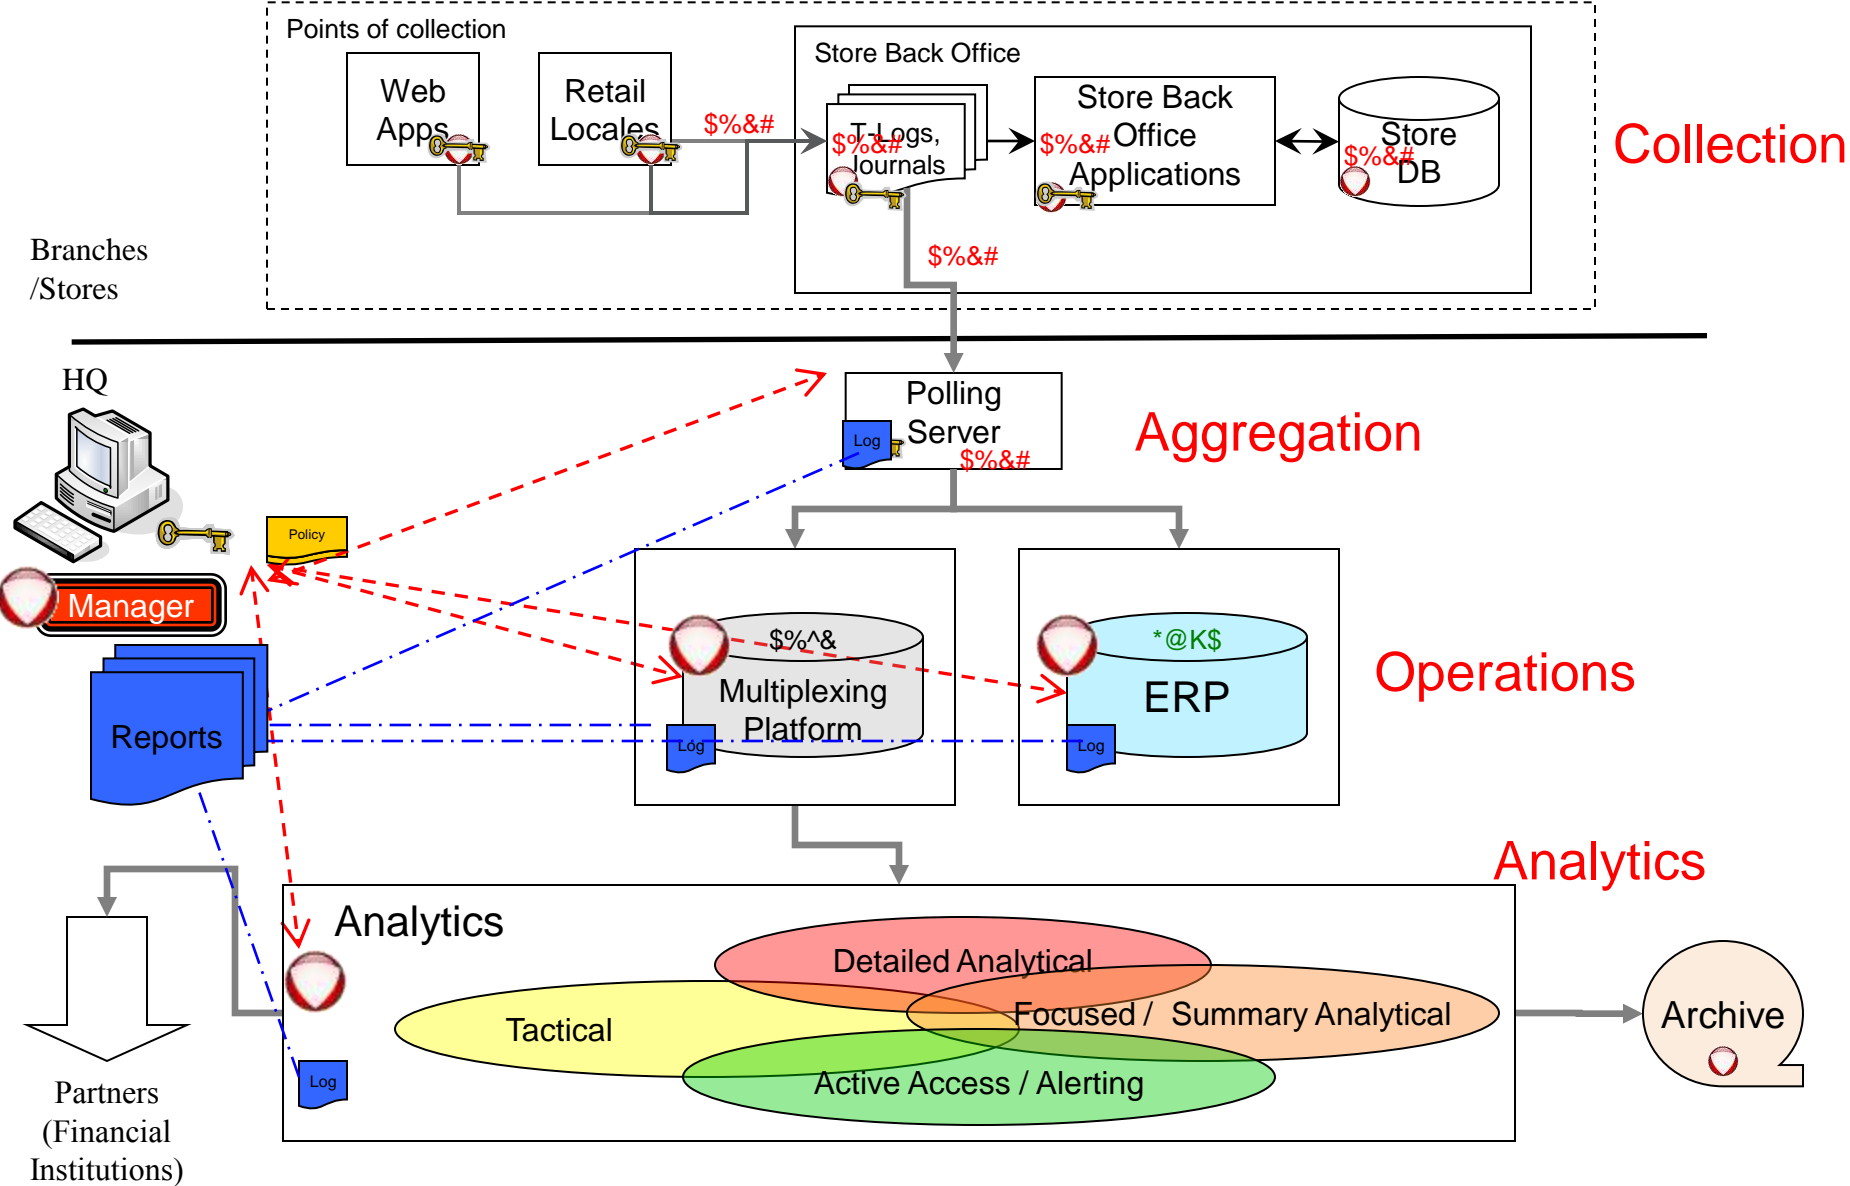 Points of collection
Store Back Office
Web
Apps
Retail
Locales
$%&#
T-Logs,
$%&#
Journals
Store Back
Office
$%&#
Applications
Store
$%&#
DB
Collection
$%&#
Branches
/Stores
HQ
Polling
Server
Log
$%&#
Aggregation
Policy
Manager
$%^&
Multiplexing
Platform
Log
*@K$
ERP
Log
Operations
Reports
Analytics
Analytics
Detailed Analytical
Focused / Summary Analytical
Tactical
Active Access / Alerting
Log
Archive
Partners
(Financial
Institutions)